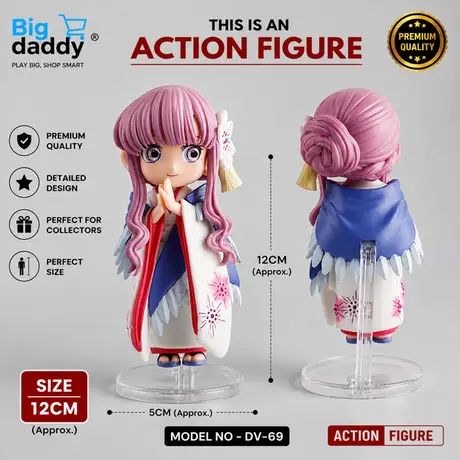 Big
daddy®
PLAY BIG, SHOP SMART
THIS IS AN
ACTION FIGURE
PREMIUM
QUALITY
PREMIUM
QUALITY
DETAILED
DESIGN
PERFECT FOR
COLLECTORS
PERFECT
SIZE
12CM
(Approx.)
SIZE
12CM
(Approx.)
5CM (Approx.)
MODEL NO - DV-69
ACTION FIGURE